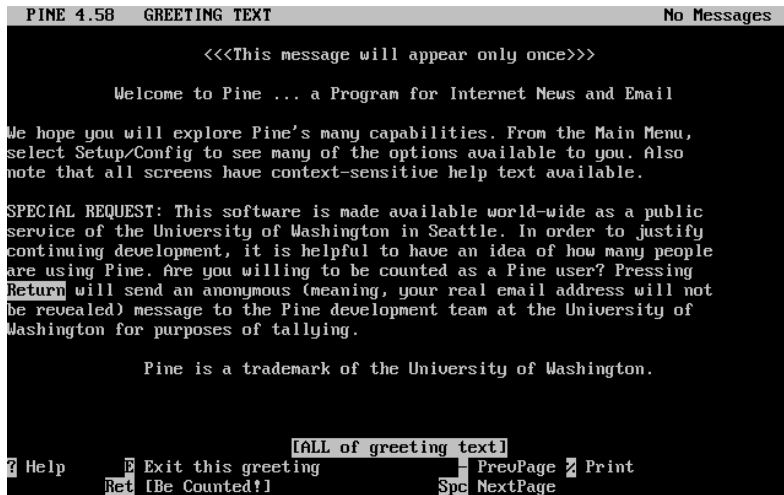 PINE 4.58 GREETING TEXT No Messages
<<<This message will appear only once>>>
Welcome to Pine ... a Program for Internet News and Email
We hope you will explore Pine's many capabilities. From the Main Menu,
select Setup/Config to see many of the options available to you. Also
note that all screens have context-sensitive help text available.
SPECIAL REQUEST: This software is made available world-wide as a public
service of the University of Washington in Seattle. In order to justify
continuing development, it is helpful to have an idea of how many people
are using Pine. Are you willing to be counted as a Pine user? Pressing
Return will send an anonymous (meaning, your real email address will not
be revealed) message to the Pine development team at the University of
Washington for purposes of tallying.
Pine is a trademark of the University of Washington.
[ALL of greeting text]
? Help E Exit this greeting - PrevPage % Print
Ret [Be Counted!] Spc NextPage